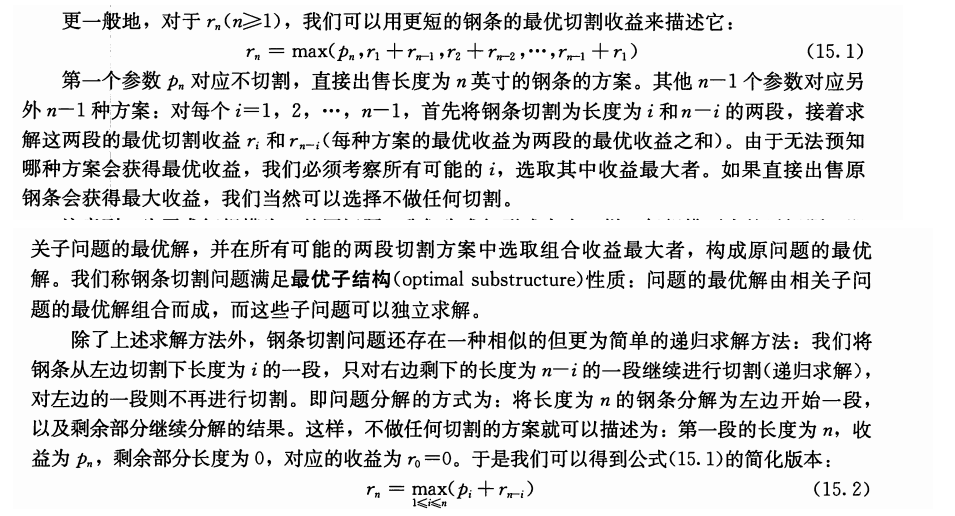 更一般地，对于 rₙ(n≥1)，我们可以用更短的钢条的最优切割收益来描述它：
rₙ = max(pₙ,r₁+rₙ₋₁,r₂+rₙ₋₂,⋯,rₙ₋₁+r₁) (15.1)
第一个参数 pₙ 对应不切割，直接出售长度为 n 英寸的钢条的方案。其他 n−1 个参数对应另
外 n−1 种方案：对每个 i=1，2，⋯，n−1，首先将钢条切割为长度为 i 和 n−i 的两段，接着求
解这两段的最优切割收益 rᵢ 和 rₙ₋ᵢ(每种方案的最优收益为两段的最优收益之和)。由于无法预知
哪种方案会获得最优收益，我们必须考察所有可能的 i，选取其中收益最大者。如果直接出售原
钢条会获得最大收益，我们当然可以选择不做任何切割。
关子问题的最优解，并在所有可能的两段切割方案中选取组合收益最大者，构成原问题的最优
解。我们称钢条切割问题满足最优子结构(optimal substructure)性质：问题的最优解由相关子问
题的最优解组合而成，而这些子问题可以独立求解。
除了上述求解方法外，钢条切割问题还存在一种相似的但更为简单的递归求解方法：我们将
钢条从左边切割下长度为 i 的一段，只对右边剩下的长度为 n−i 的一段继续进行切割(递归求解)，
对左边的一段则不再进行切割。即问题分解的方式为：将长度为 n 的钢条分解为左边开始一段，
以及剩余部分继续分解的结果。这样，不做任何切割的方案就可以描述为：第一段的长度为 n，收
益为 pₙ，剩余部分长度为 0，对应的收益为 r₀=0。于是我们可以得到公式(15.1)的简化版本：
rₙ = max(pᵢ+rₙ₋ᵢ) (15.2)
1≤i≤n